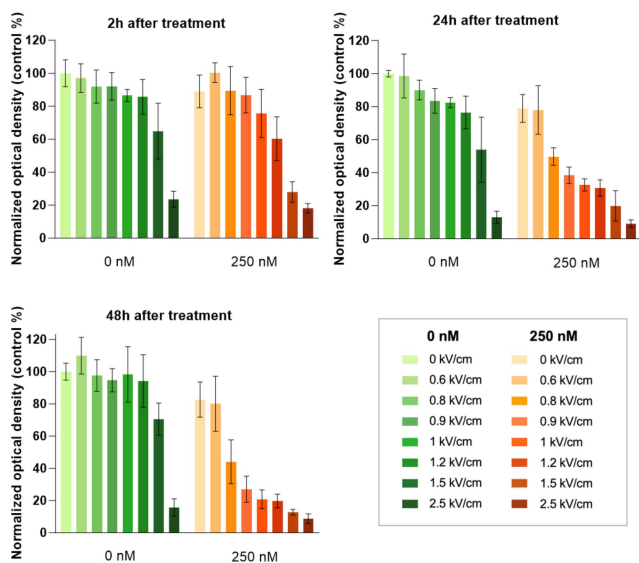 2h after treatment
Normalized optical density (control %)
120
100
80
60
40
20
0
0 nM
250 nM
24h after treatment
Normalized optical density (control %)
120
100
80
60
40
20
0
0 nM
250 nM
48h after treatment
Normalized optical density (control %)
120
100
80
60
40
20
0
0 nM
250 nM
0 nM 250 nM
0 kV/cm 0 kV/cm
0.6 kV/cm 0.6 kV/cm
0.8 kV/cm 0.8 kV/cm
0.9 kV/cm 0.9 kV/cm
1 kV/cm 1 kV/cm
1.2 kV/cm 1.2 kV/cm
1.5 kV/cm 1.5 kV/cm
2.5 kV/cm 2.5 kV/cm